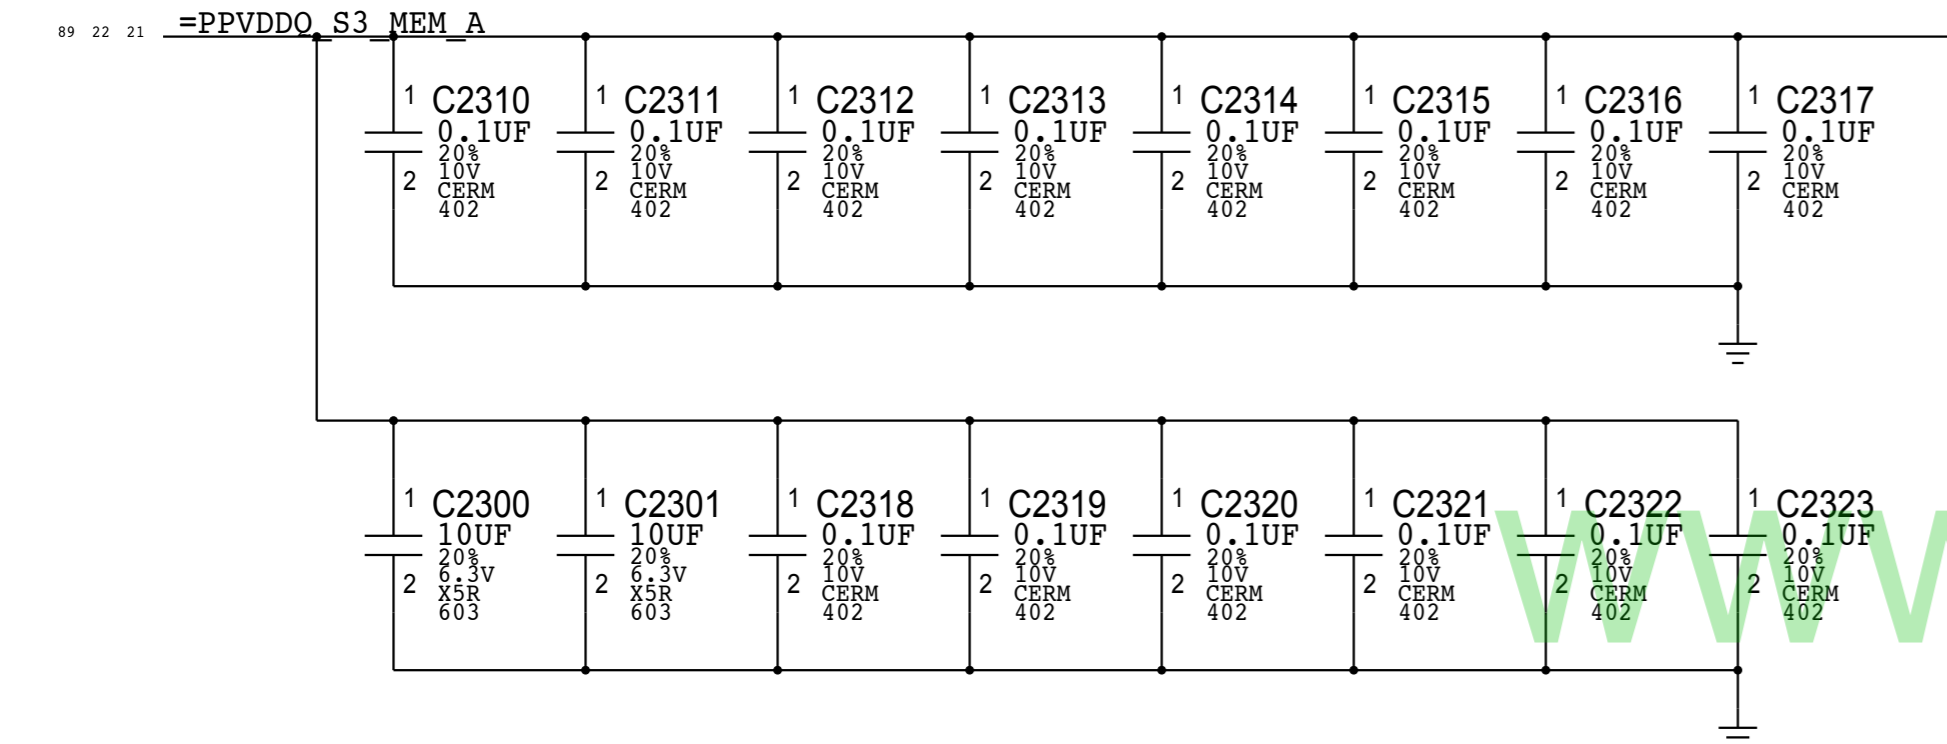 89 22 21 =PPVDDQ_S3_MEM_A
1 C2310
0.1UF
20%
10V
2 CERM
402
1 C2311
0.1UF
20%
10V
2 CERM
402
1 C2312
0.1UF
20%
10V
2 CERM
402
1 C2313
0.1UF
20%
10V
2 CERM
402
1 C2314
0.1UF
20%
10V
2 CERM
402
1 C2315
0.1UF
20%
10V
2 CERM
402
1 C2316
0.1UF
20%
10V
2 CERM
402
1 C2317
0.1UF
20%
10V
2 CERM
402
1 C2300
10UF
20%
6.3V
2 X5R
603
1 C2301
10UF
20%
6.3V
2 X5R
603
1 C2318
0.1UF
20%
10V
2 CERM
402
1 C2319
0.1UF
20%
10V
2 CERM
402
1 C2320
0.1UF
20%
10V
2 CERM
402
1 C2321
0.1UF
20%
10V
2 CERM
402
1 C2322
0.1UF
20%
10V
2 CERM
402
1 C2323
0.1UF
20%
10V
2 CERM
402
www